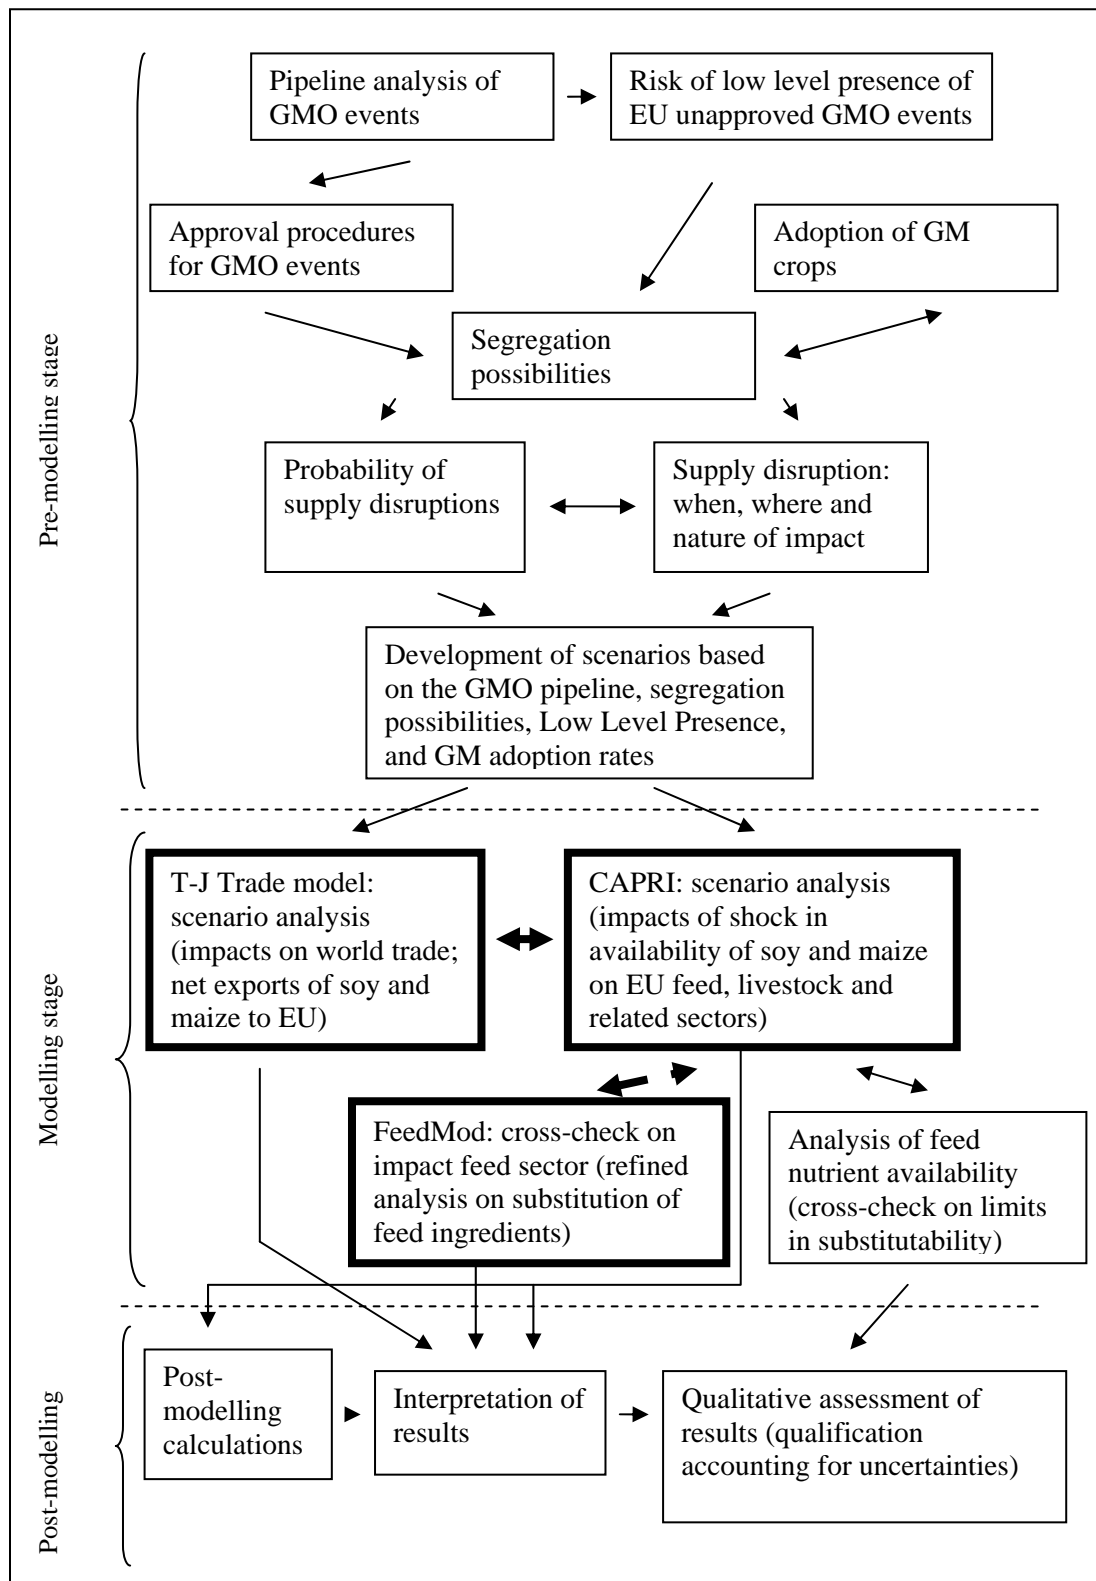 Pipeline analysis of
GMO events
Risk of low level presence of
EU unapproved GMO events
Approval procedures
for GMO events
Adoption of GM
crops
Segregation
possibilities
Pre-modelling stage
Probability of
supply disruptions
Supply disruption:
when, where and
nature of impact
Development of scenarios based
on the GMO pipeline, segregation
possibilities, Low Level Presence,
and GM adoption rates
T-J Trade model:
scenario analysis
(impacts on world trade;
net exports of soy and
maize to EU)
CAPRI: scenario analysis
(impacts of shock in
availability of soy and maize
on EU feed, livestock and
related sectors)
Modelling stage
FeedMod: cross-check on
impact feed sector (refined
analysis on substitution of
feed ingredients)
Analysis of feed
nutrient availability
(cross-check on limits
in substitutability)
Post-modelling
Post-
modelling
calculations
Interpretation of
results
Qualitative assessment of
results (qualification
accounting for uncertainties)